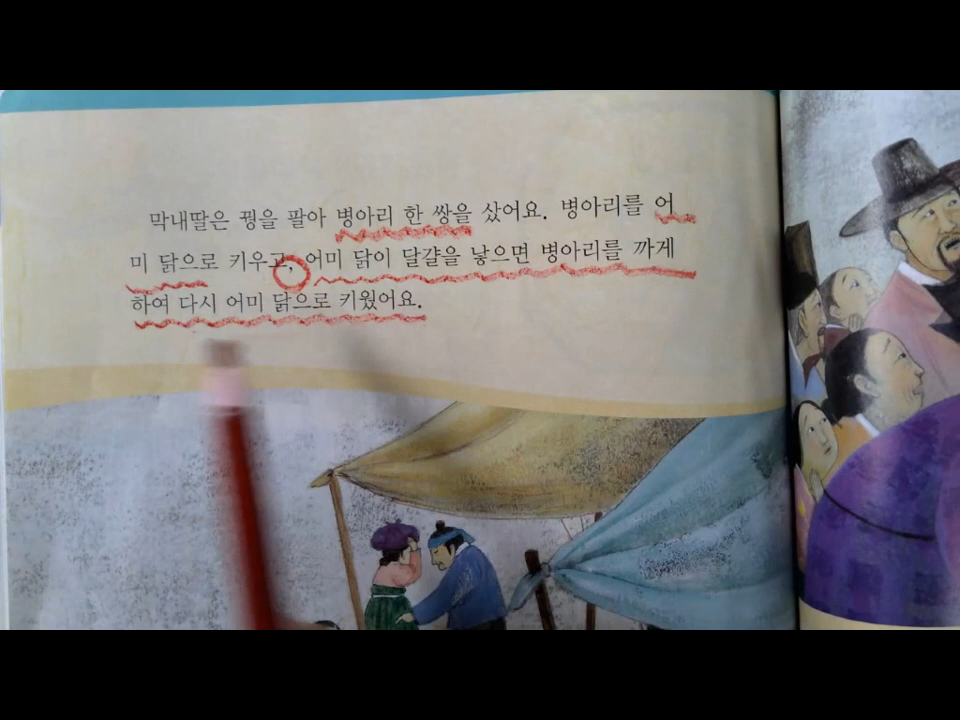 막내딸은 꿩을 팔아 병아리 한 쌍을 샀어요. 병아리를 어
미 닭으로 키우고, 어미 닭이 달걀을 낳으면 병아리를 까게
하여 다시 어미 닭으로 키웠어요.